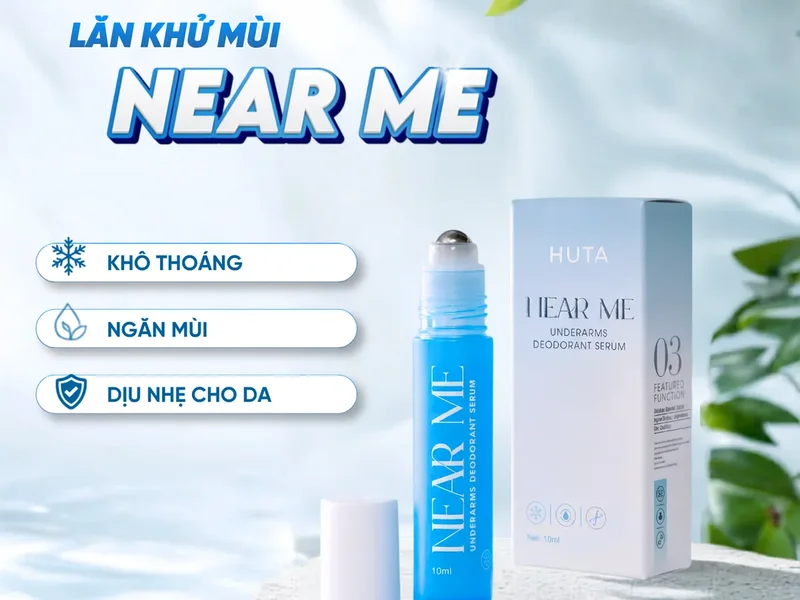 LĂN KHỬ MÙI
NEAR ME
KHÔ THOÁNG
NGĂN MÙI
DỊU NHẸ CHO DA
NEAR ME
UNDERARMS DEODORANT SERUM
10ml
HUTA
NEAR ME
UNDERARMS
DEODORANT SERUM
10ml
03
FEATURED
FUNCTION